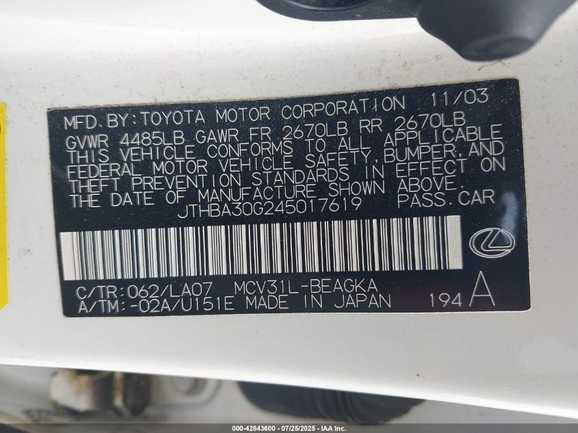 MFD.BY:TOYOTA MOTOR CORPORATION 11/03
GVWR 4485LB GAWR FR 2670LB RR 2670LB
THIS VEHICLE CONFORMS TO ALL APPLICABLE
FEDERAL MOTOR VEHICLE SAFETY, BUMPER, AND
THEFT PREVENTION STANDARDS IN EFFECT ON
THE DATE OF MANUFACTURE SHOWN ABOVE.
JTHBA30G245017619 PASS.CAR
C/TR:062/LA07 MCV31L-BEAGKA
A/TM:-02A/U151E MADE IN JAPAN 194 A
000-42843600 - 07/25/2025 - IAA Inc.